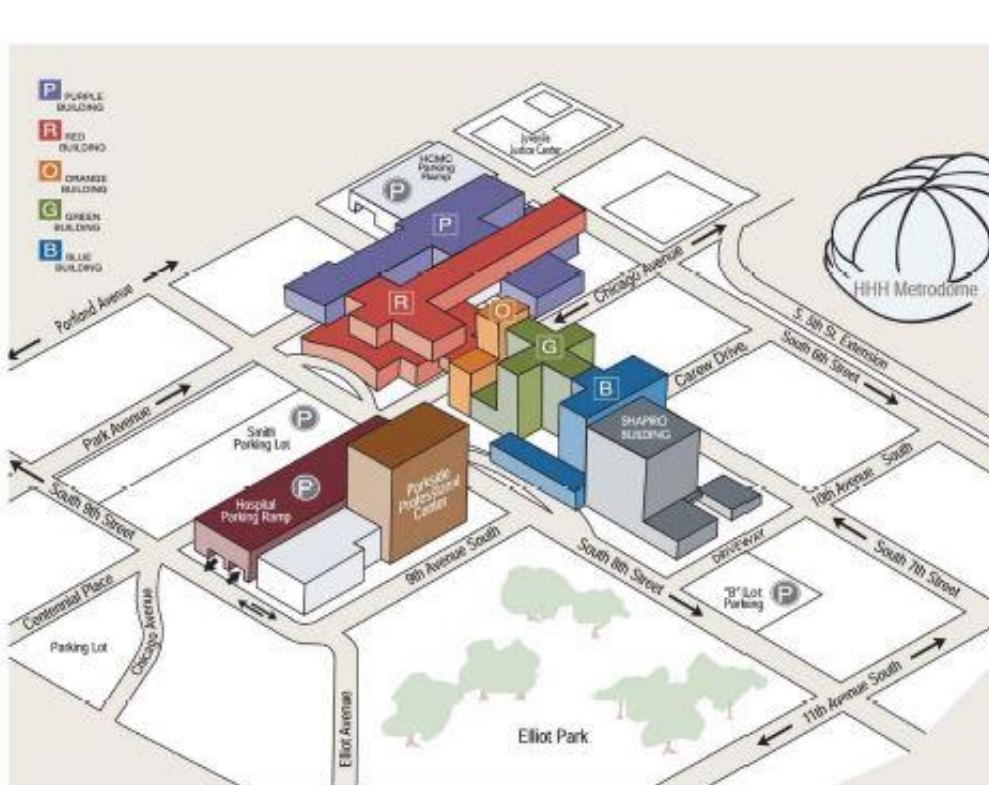 P PURPLE
BUILDING
R RED
BUILDING
O ORANGE
BUILDING
G GREEN
BUILDING
B BLUE
BUILDING
Juvenile
Justice Center
HCMC
Parking
Ramp
P
P
R
O
G
B
HHH Metrodome
Portland Avenue
Chicago Avenue
S. 5th St. Extension
South 6th Street
Carew Drive
Park Avenue
P
Smith
Parking Lot
SHAPIRO
BUILDING
South 9th Street
P
Hospital
Parking Ramp
Parkside
Professional
Center
10th Avenue South
DRIVEWAY
South 7th Street
9th Avenue South
South 8th Street
Centennial Place
Chicago Avenue
Parking Lot
"B" Lot
Parking
P
Elliot Avenue
Elliot Park
11th Avenue South